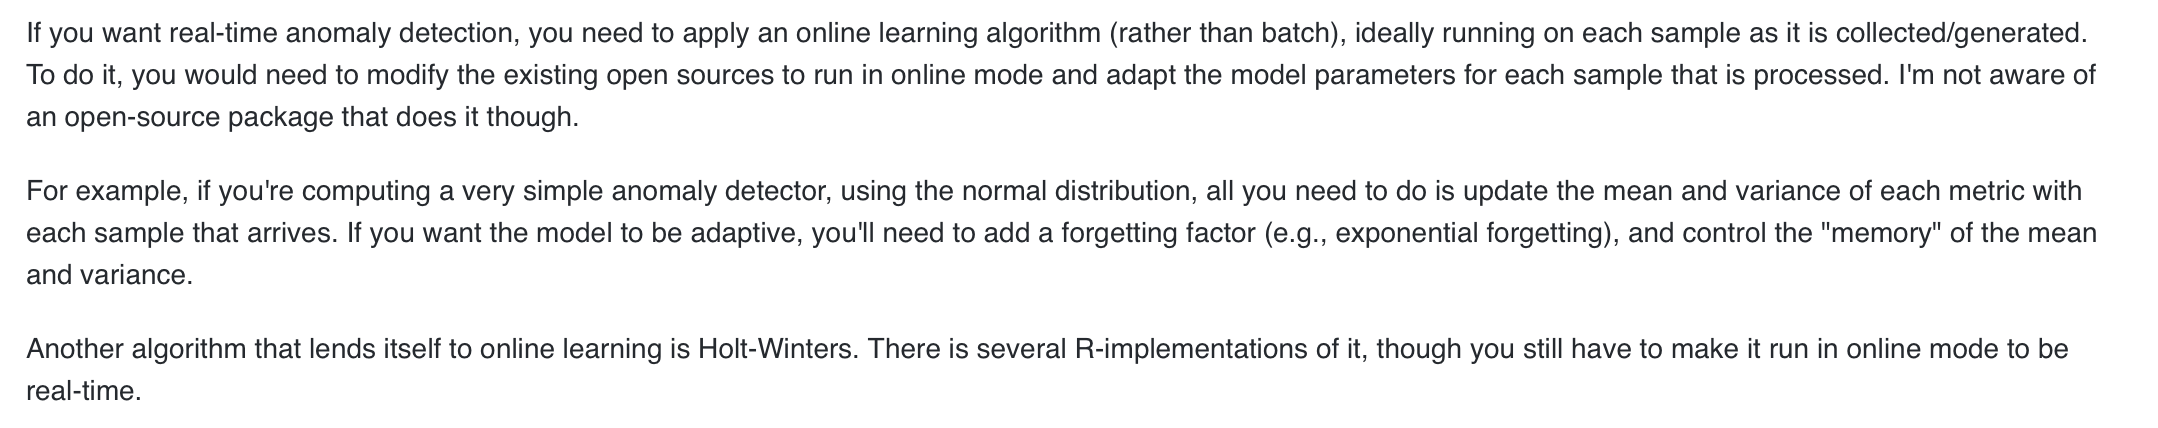 If you want real-time anomaly detection, you need to apply an online learning algorithm (rather than batch), ideally running on each sample as it is collected/generated.
To do it, you would need to modify the existing open sources to run in online mode and adapt the model parameters for each sample that is processed. I'm not aware of
an open-source package that does it though.
For example, if you're computing a very simple anomaly detector, using the normal distribution, all you need to do is update the mean and variance of each metric with
each sample that arrives. If you want the model to be adaptive, you'll need to add a forgetting factor (e.g., exponential forgetting), and control the "memory" of the mean
and variance.
Another algorithm that lends itself to online learning is Holt-Winters. There is several R-implementations of it, though you still have to make it run in online mode to be
real-time.